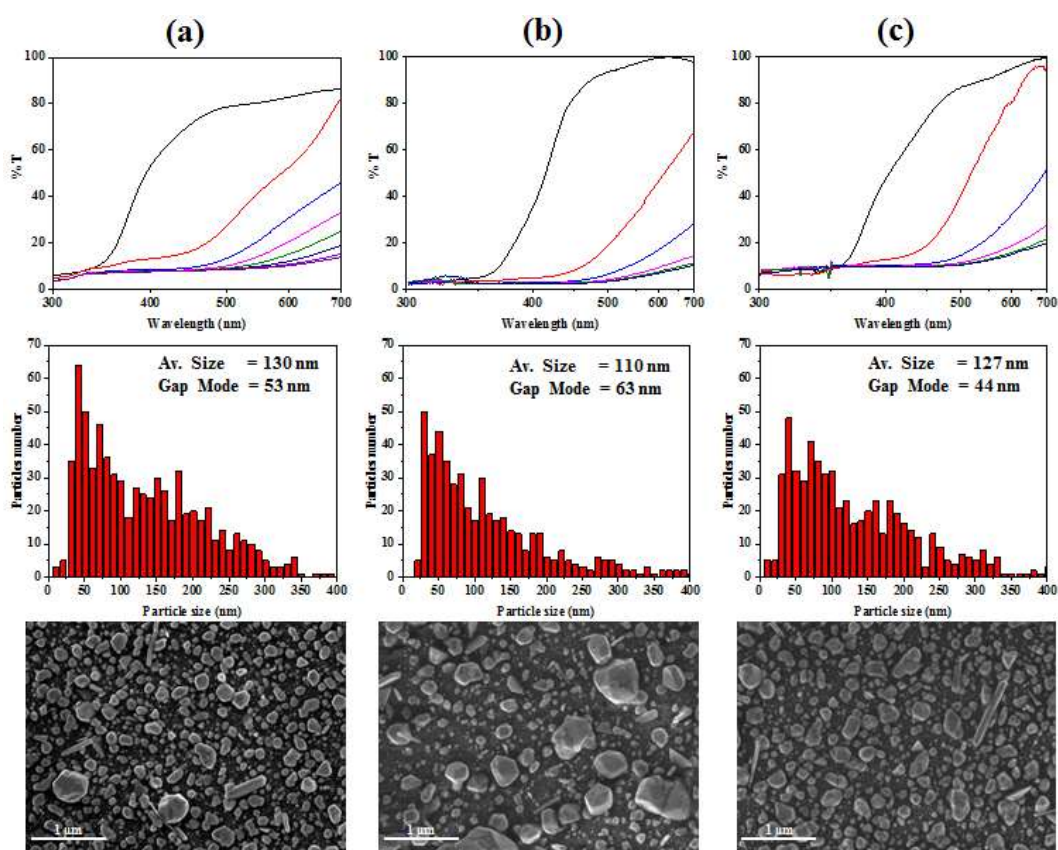 (a)
(b)
(c)
100
80
60
40
20
0
% T
300
400
500
600
700
Wavelength (nm)
100
80
60
40
20
0
% T
300
400
500
600
700
Wavelength (nm)
100
80
60
40
20
0
% T
300
400
500
600
700
Wavelength (nm)
70
60
50
40
30
20
10
0
Particles number
Av. Size = 130 nm
Gap Mode = 53 nm
0 50 100 150 200 250 300 350 400
Particle size (nm)
70
60
50
40
30
20
10
0
Particles number
Av. Size = 110 nm
Gap Mode = 63 nm
0 50 100 150 200 250 300 350 400
Particle size (nm)
70
60
50
40
30
20
10
0
Particles number
Av. Size = 127 nm
Gap Mode = 44 nm
0 50 100 150 200 250 300 350 400
Particle size (nm)
1 µm
1 µm
1 µm